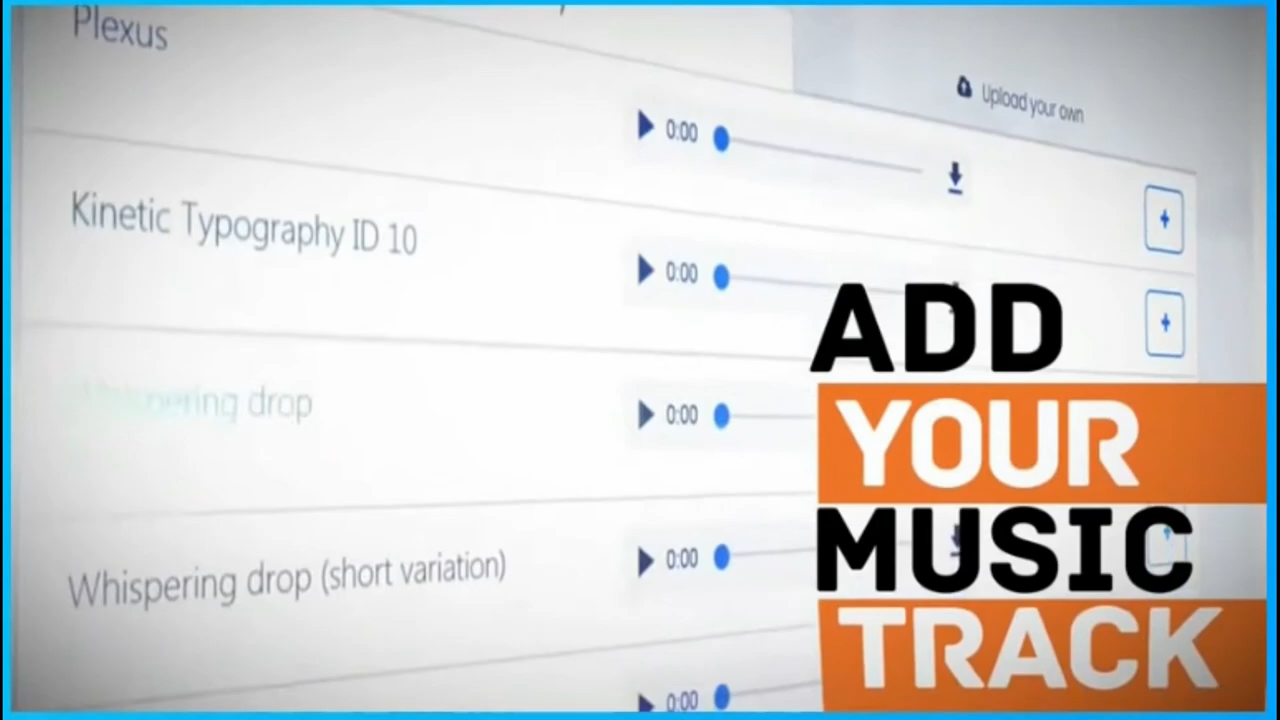 Plexus
Upload your own
0:00
Kinetic Typography ID 10
0:00
Whispering drop
0:00
Whispering drop (short variation)
0:00
0:00
ADD
YOUR
MUSIC
TRACK